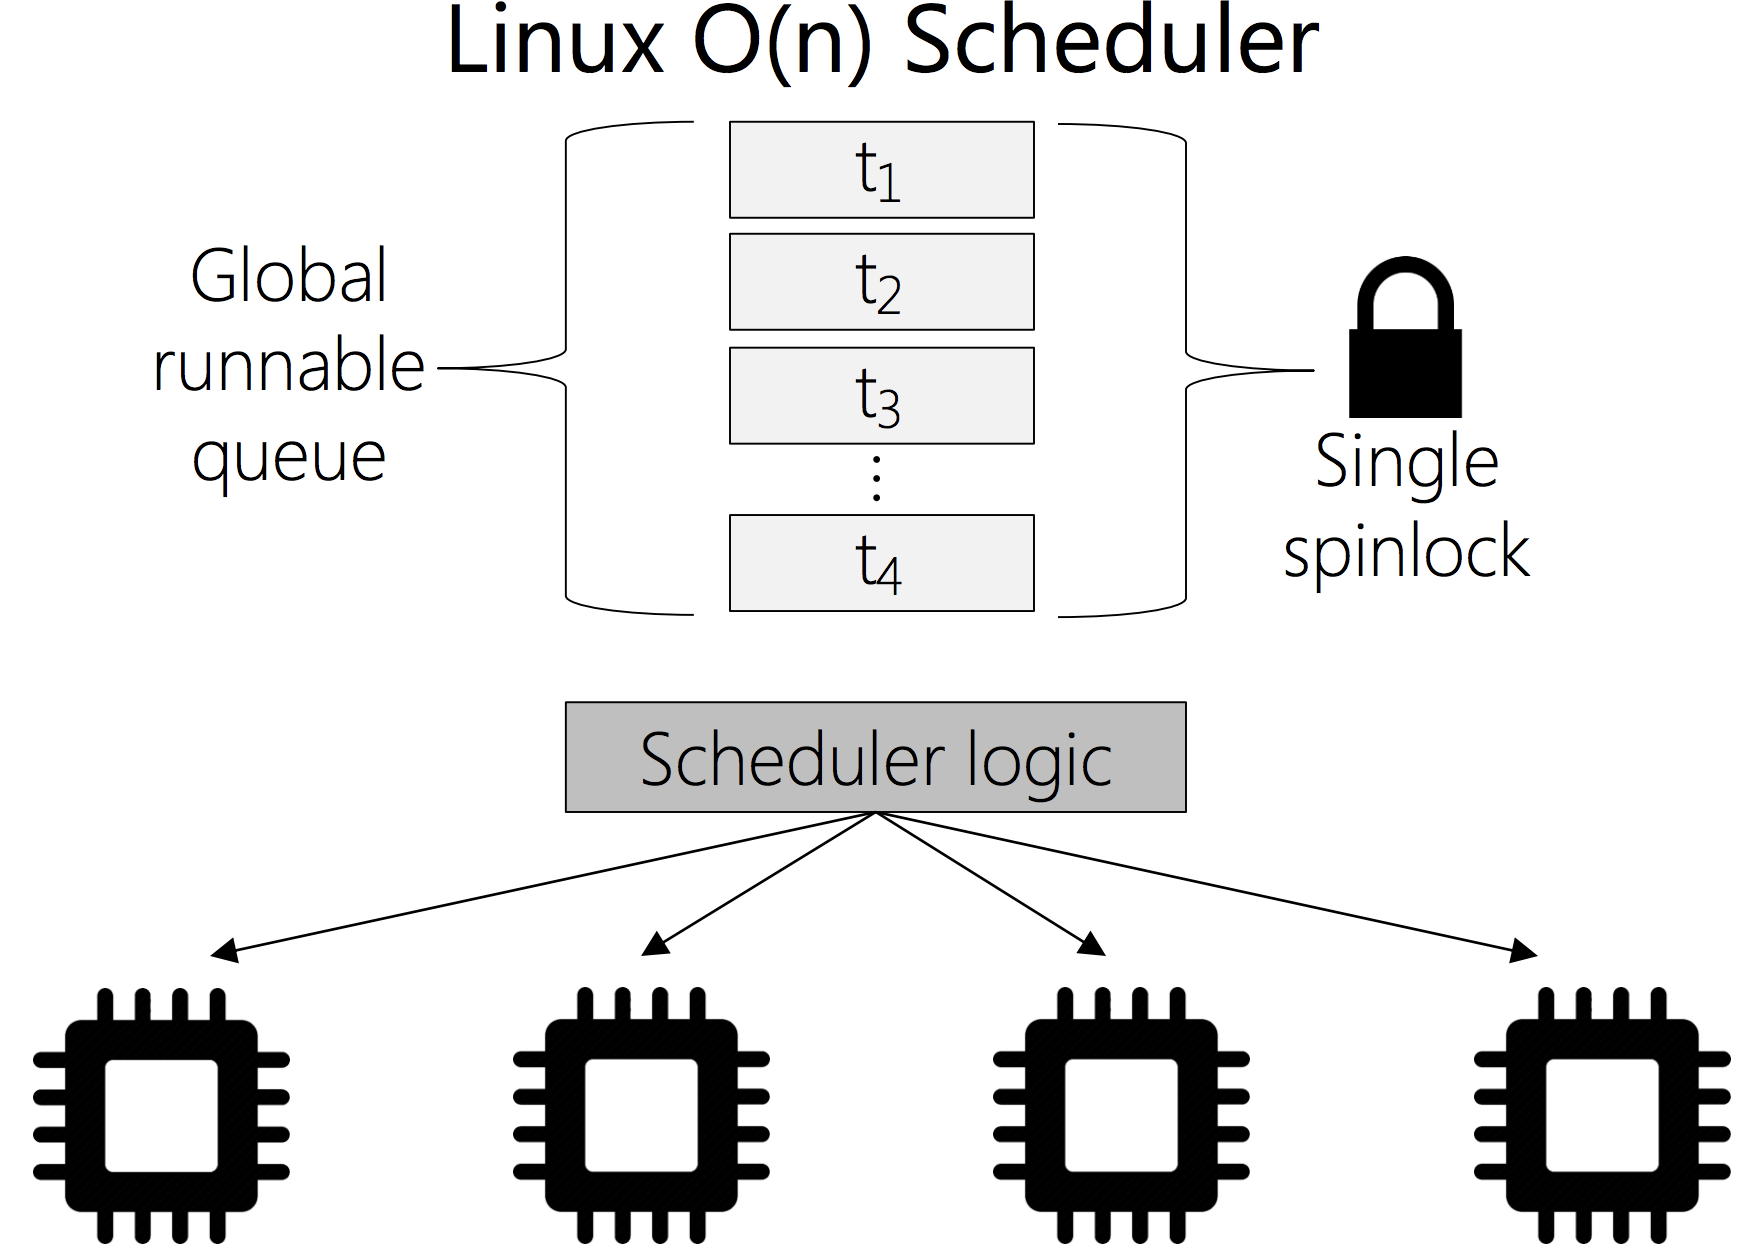 Linux O(n) Scheduler
t₁
t₂
t₃
⋮
t₄
Global
runnable
queue
Single
spinlock
Scheduler logic